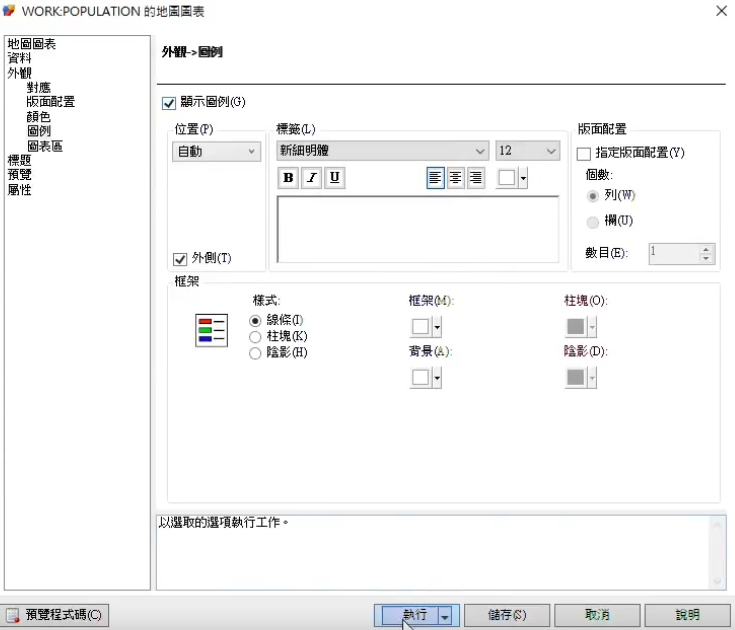 WORK:POPULATION 的地圖圖表
地圖圖表
資料
外觀
對應
版面配置
顏色
圖例
圖表區
標題
預覽
屬性
外觀->圖例
顯示圖例(G)
位置(P)
自動
外側(T)
標籤(L)
新細明體
12
B I U
版面配置
指定版面配置(Y)
個數:
列(W)
欄(U)
數目(E):
1
框架
樣式:
線條(I)
柱塊(K)
陰影(H)
框架(M):
背景(A):
柱塊(O):
陰影(D):
以選取的選項執行工作。
預覽程式碼(C)
執行
儲存(S)
取消
說明